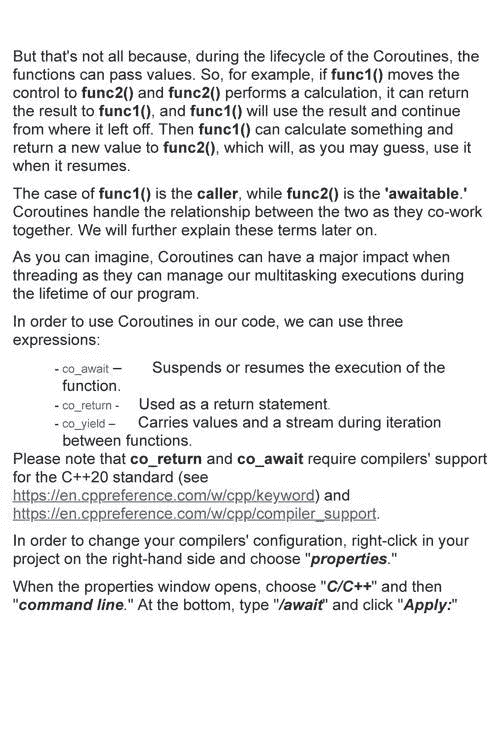 But that's not all because, during the lifecycle of the Coroutines, the
functions can pass values. So, for example, if func1() moves the
control to func2() and func2() performs a calculation, it can return
the result to func1(), and func1() will use the result and continue
from where it left off. Then func1() can calculate something and
return a new value to func2(), which will, as you may guess, use it
when it resumes.
The case of func1() is the caller, while func2() is the 'awaitable.'
Coroutines handle the relationship between the two as they co-work
together. We will further explain these terms later on.
As you can imagine, Coroutines can have a major impact when
threading as they can manage our multitasking executions during
the lifetime of our program.
In order to use Coroutines in our code, we can use three
expressions:
- co_await – Suspends or resumes the execution of the
function.
- co_return - Used as a return statement.
- co_yield – Carries values and a stream during iteration
between functions.
Please note that co_return and co_await require compilers' support
for the C++20 standard (see
https://en.cppreference.com/w/cpp/keyword) and
https://en.cppreference.com/w/cpp/compiler_support.
In order to change your compilers' configuration, right-click in your
project on the right-hand side and choose "properties."
When the properties window opens, choose "C/C++" and then
"command line." At the bottom, type "/await" and click "Apply:"